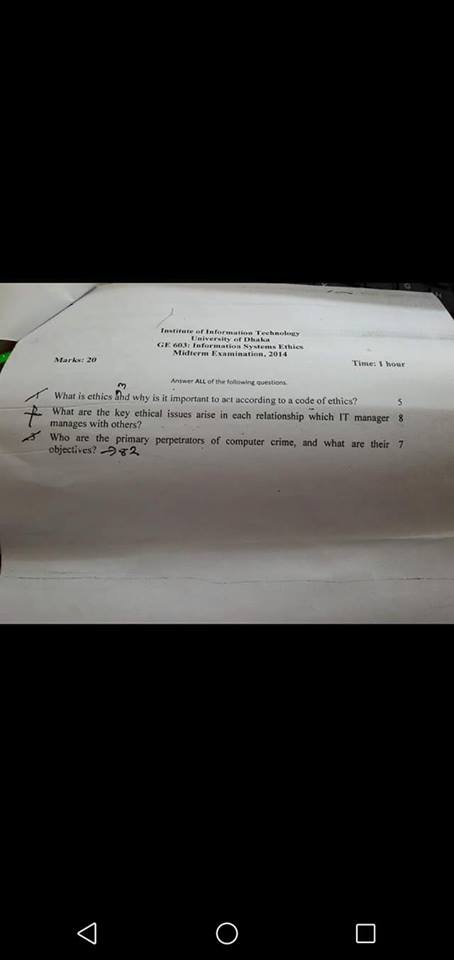 Institute of Information Technology
University of Dhaka
GE 603: Information Systems Ethics
Midterm Examination, 2014
Marks: 20 Time: 1 hour
Answer ALL of the following questions.
3
1. What is ethics and why is it important to act according to a code of ethics? 5
What are the key ethical issues arise in each relationship which IT manager 8
manages with others?
3. Who are the primary perpetrators of computer crime, and what are their 7
objectives? → 82